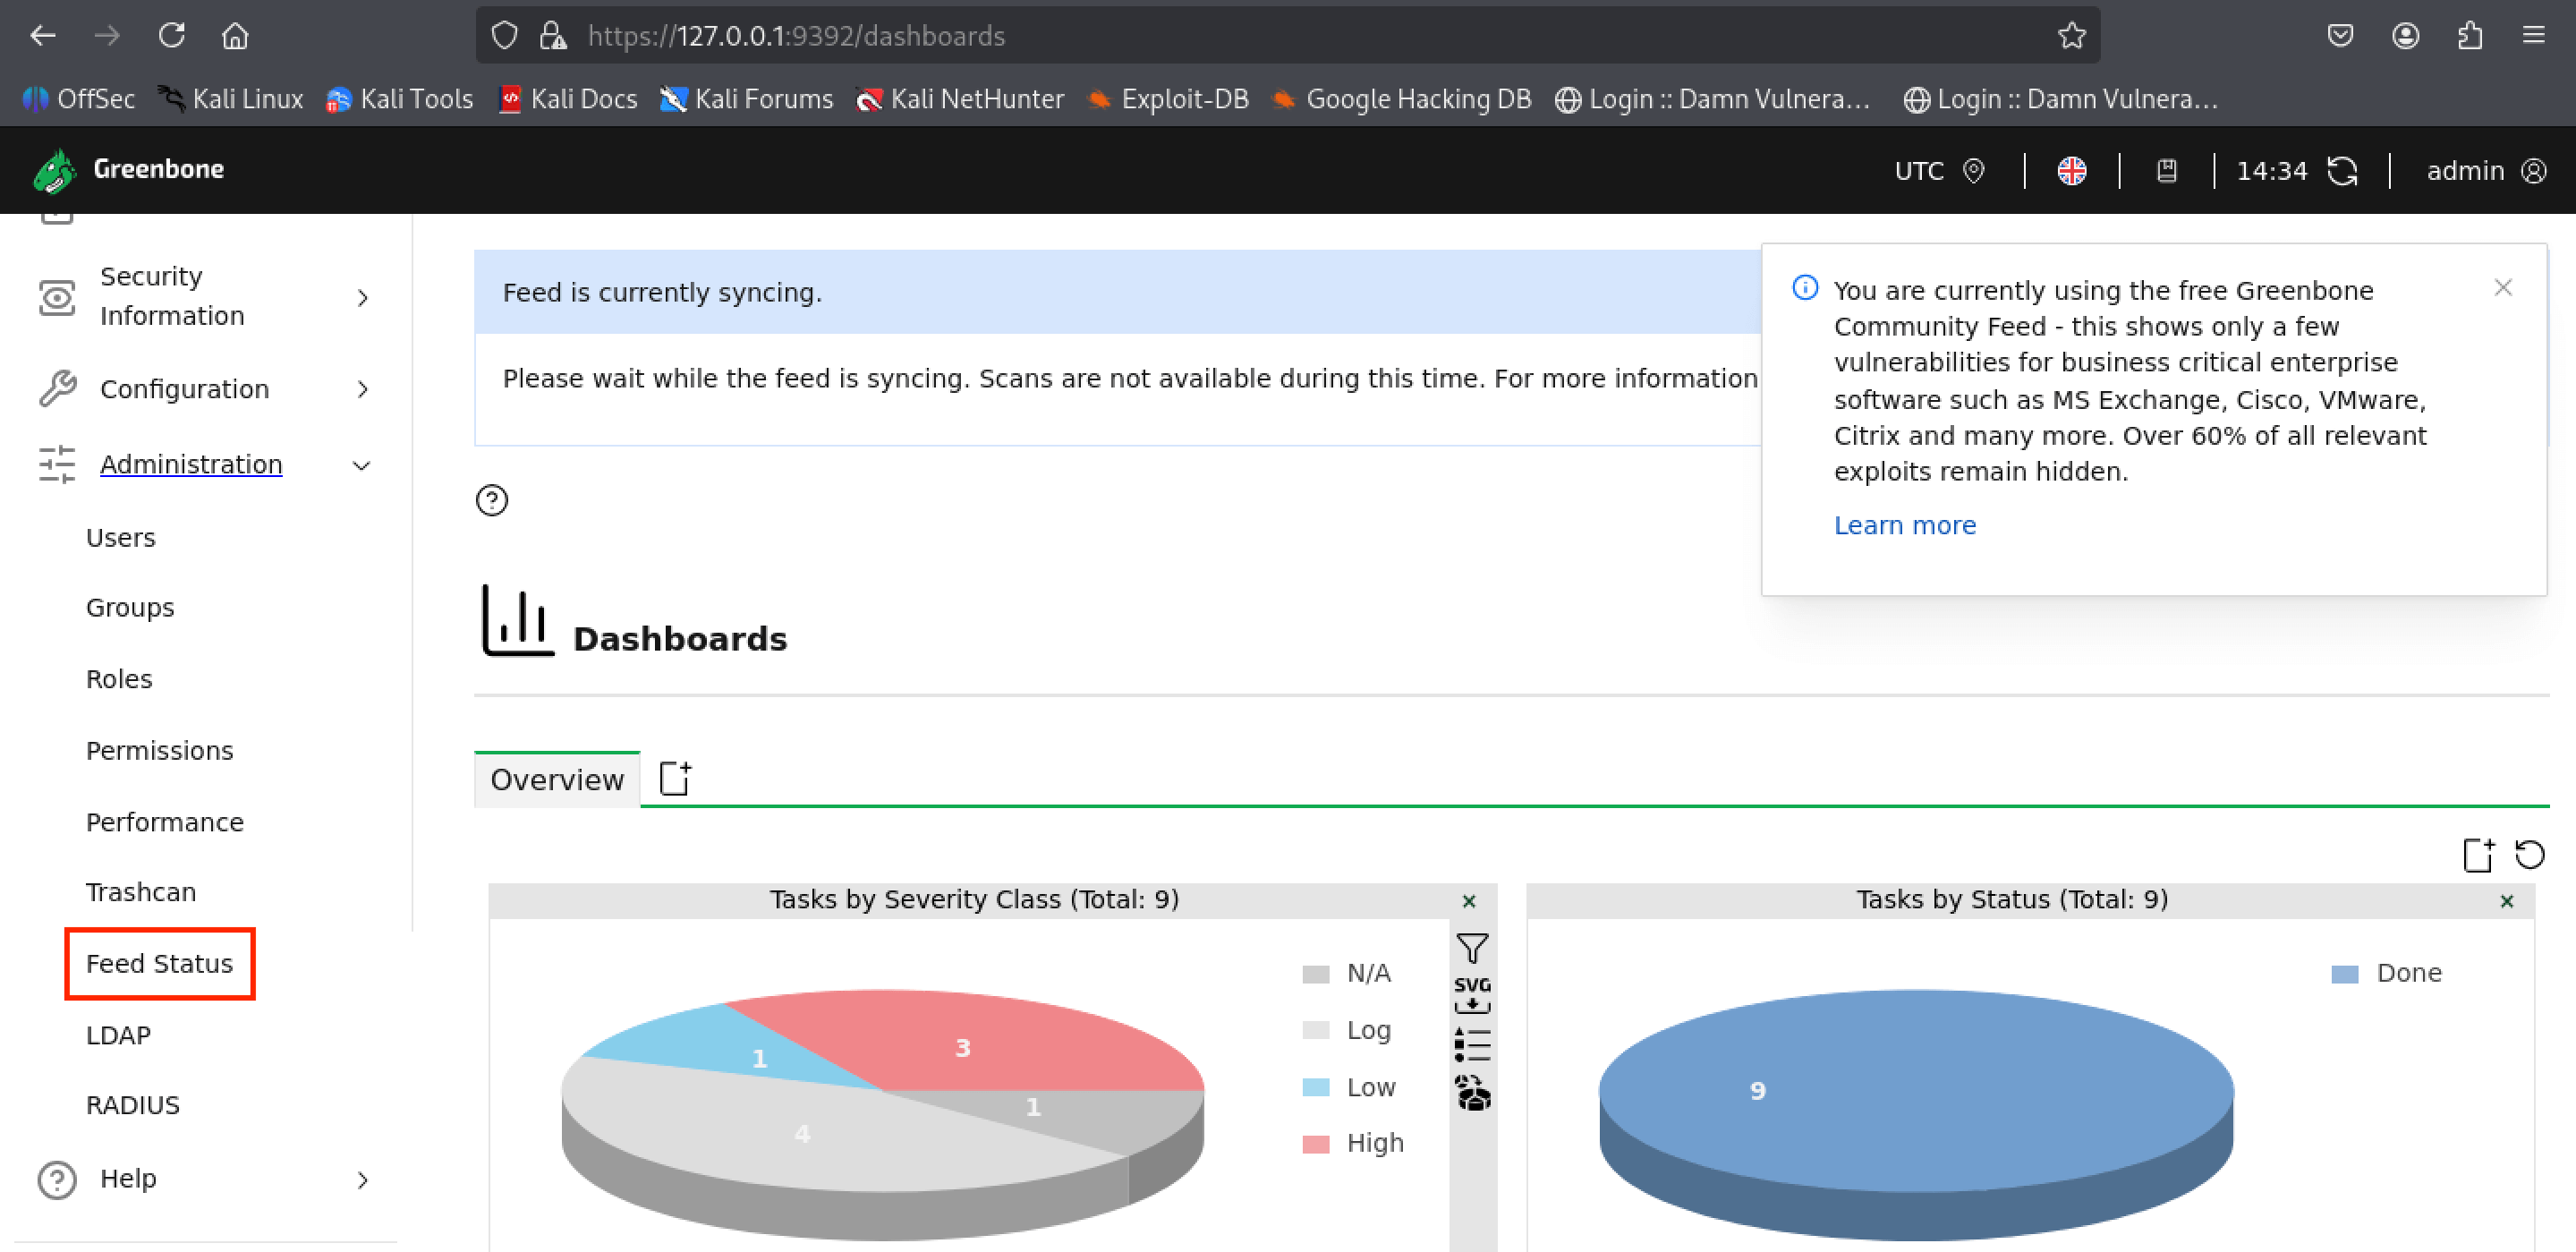 https://127.0.0.1:9392/dashboards
OffSec Kali Linux Kali Tools Kali Docs Kali Forums Kali NetHunter Exploit-DB Google Hacking DB Login :: Damn Vulnera... Login :: Damn Vulnera...
Greenbone
UTC
14:34
admin
Security
Information
Configuration
Administration
Users
Groups
Roles
Permissions
Performance
Trashcan
Feed Status
LDAP
RADIUS
Help
Feed is currently syncing.
Please wait while the feed is syncing. Scans are not available during this time. For more information
You are currently using the free Greenbone
Community Feed - this shows only a few
vulnerabilities for business critical enterprise
software such as MS Exchange, Cisco, VMware,
Citrix and many more. Over 60% of all relevant
exploits remain hidden.
Learn more
Dashboards
Overview
Tasks by Severity Class (Total: 9)
N/A
Log
Low
High
3
1
1
4
SVG
Tasks by Status (Total: 9)
Done
9